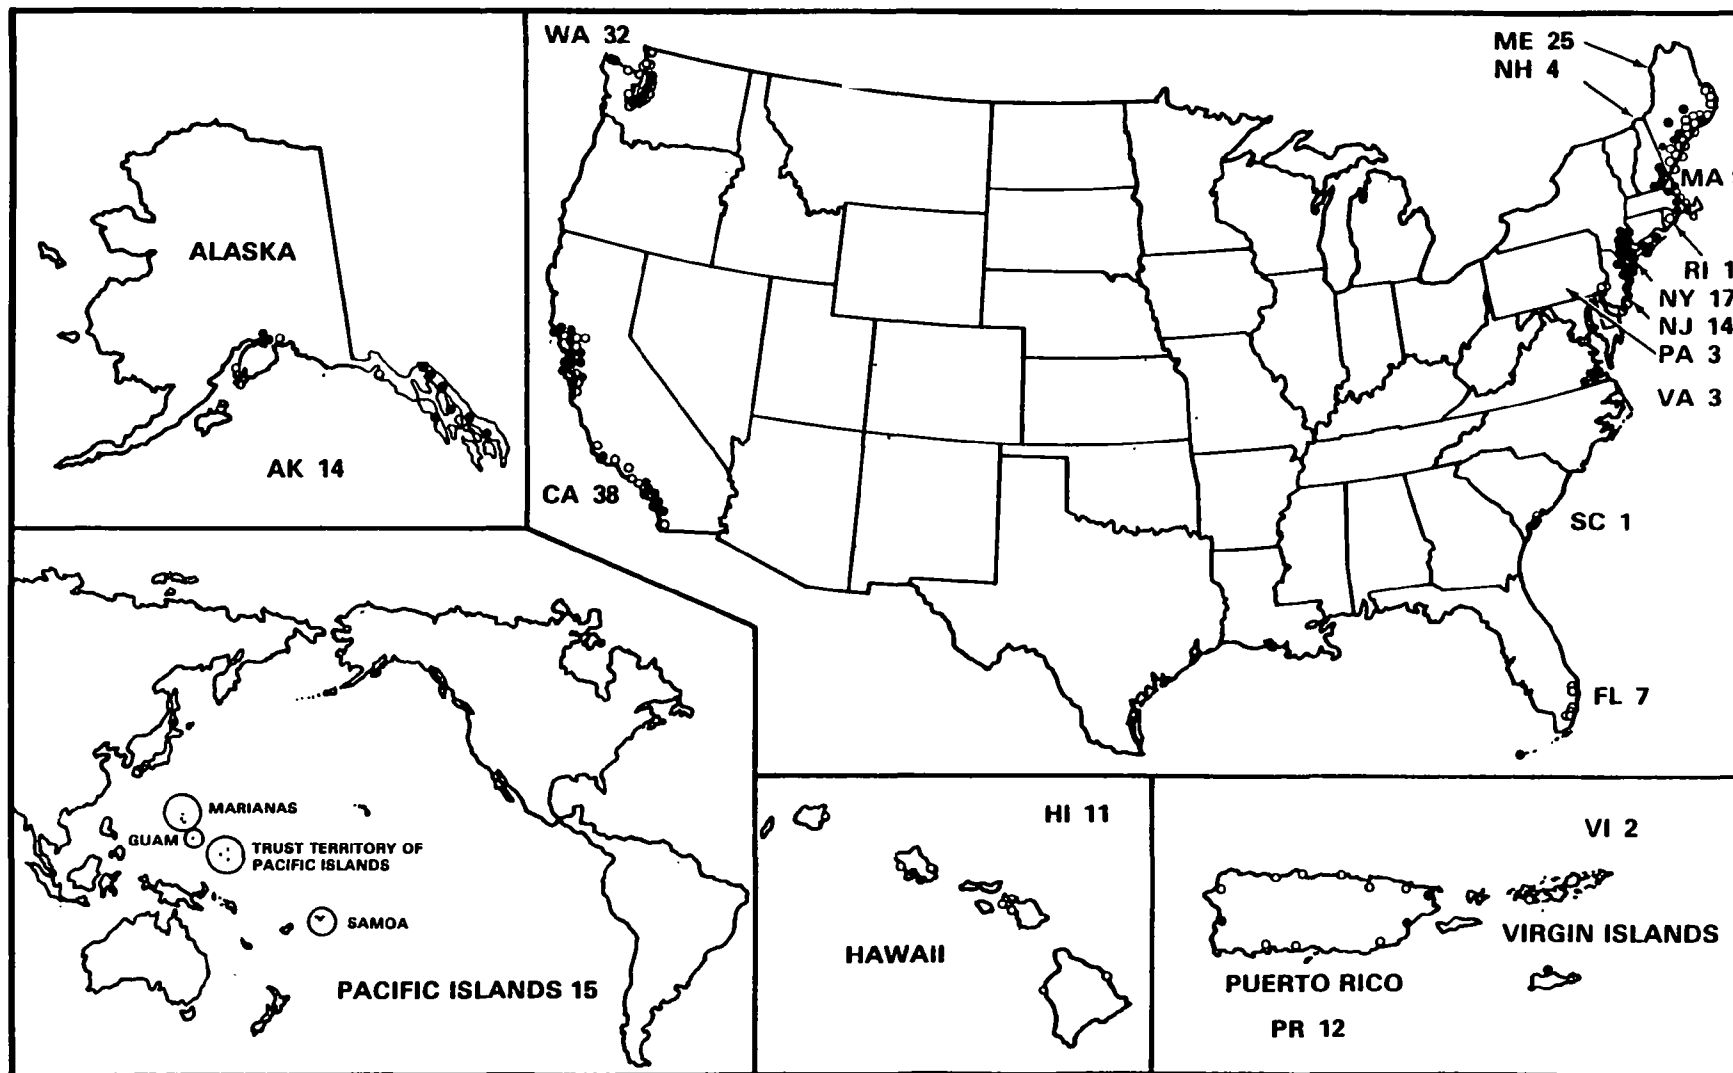 WA 32
ME 25
NH 4
MA
ALASKA
RI 1
NY 17
NJ 14
PA 3
VA 3
AK 14
CA 38
SC 1
FL 7
MARIANAS
GUAM
TRUST TERRITORY OF
PACIFIC ISLANDS
SAMOA
PACIFIC ISLANDS 15
HI 11
HAWAII
VI 2
VIRGIN ISLANDS
PUERTO RICO
PR 12